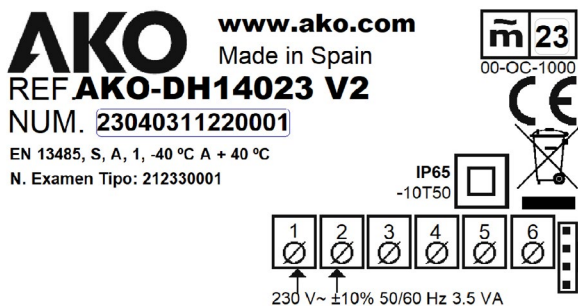 AKO
www.ako.com
Made in Spain
m 23
00-OC-1000
REF.AKO-DH14023 V2
CE
NUM. 23040311220001
EN 13485, S, A, 1, -40 ºC A + 40 ºC
N. Examen Tipo: 212330001
IP65
-10T50
1 2 3 4 5 6
230 V~ ±10% 50/60 Hz 3.5 VA